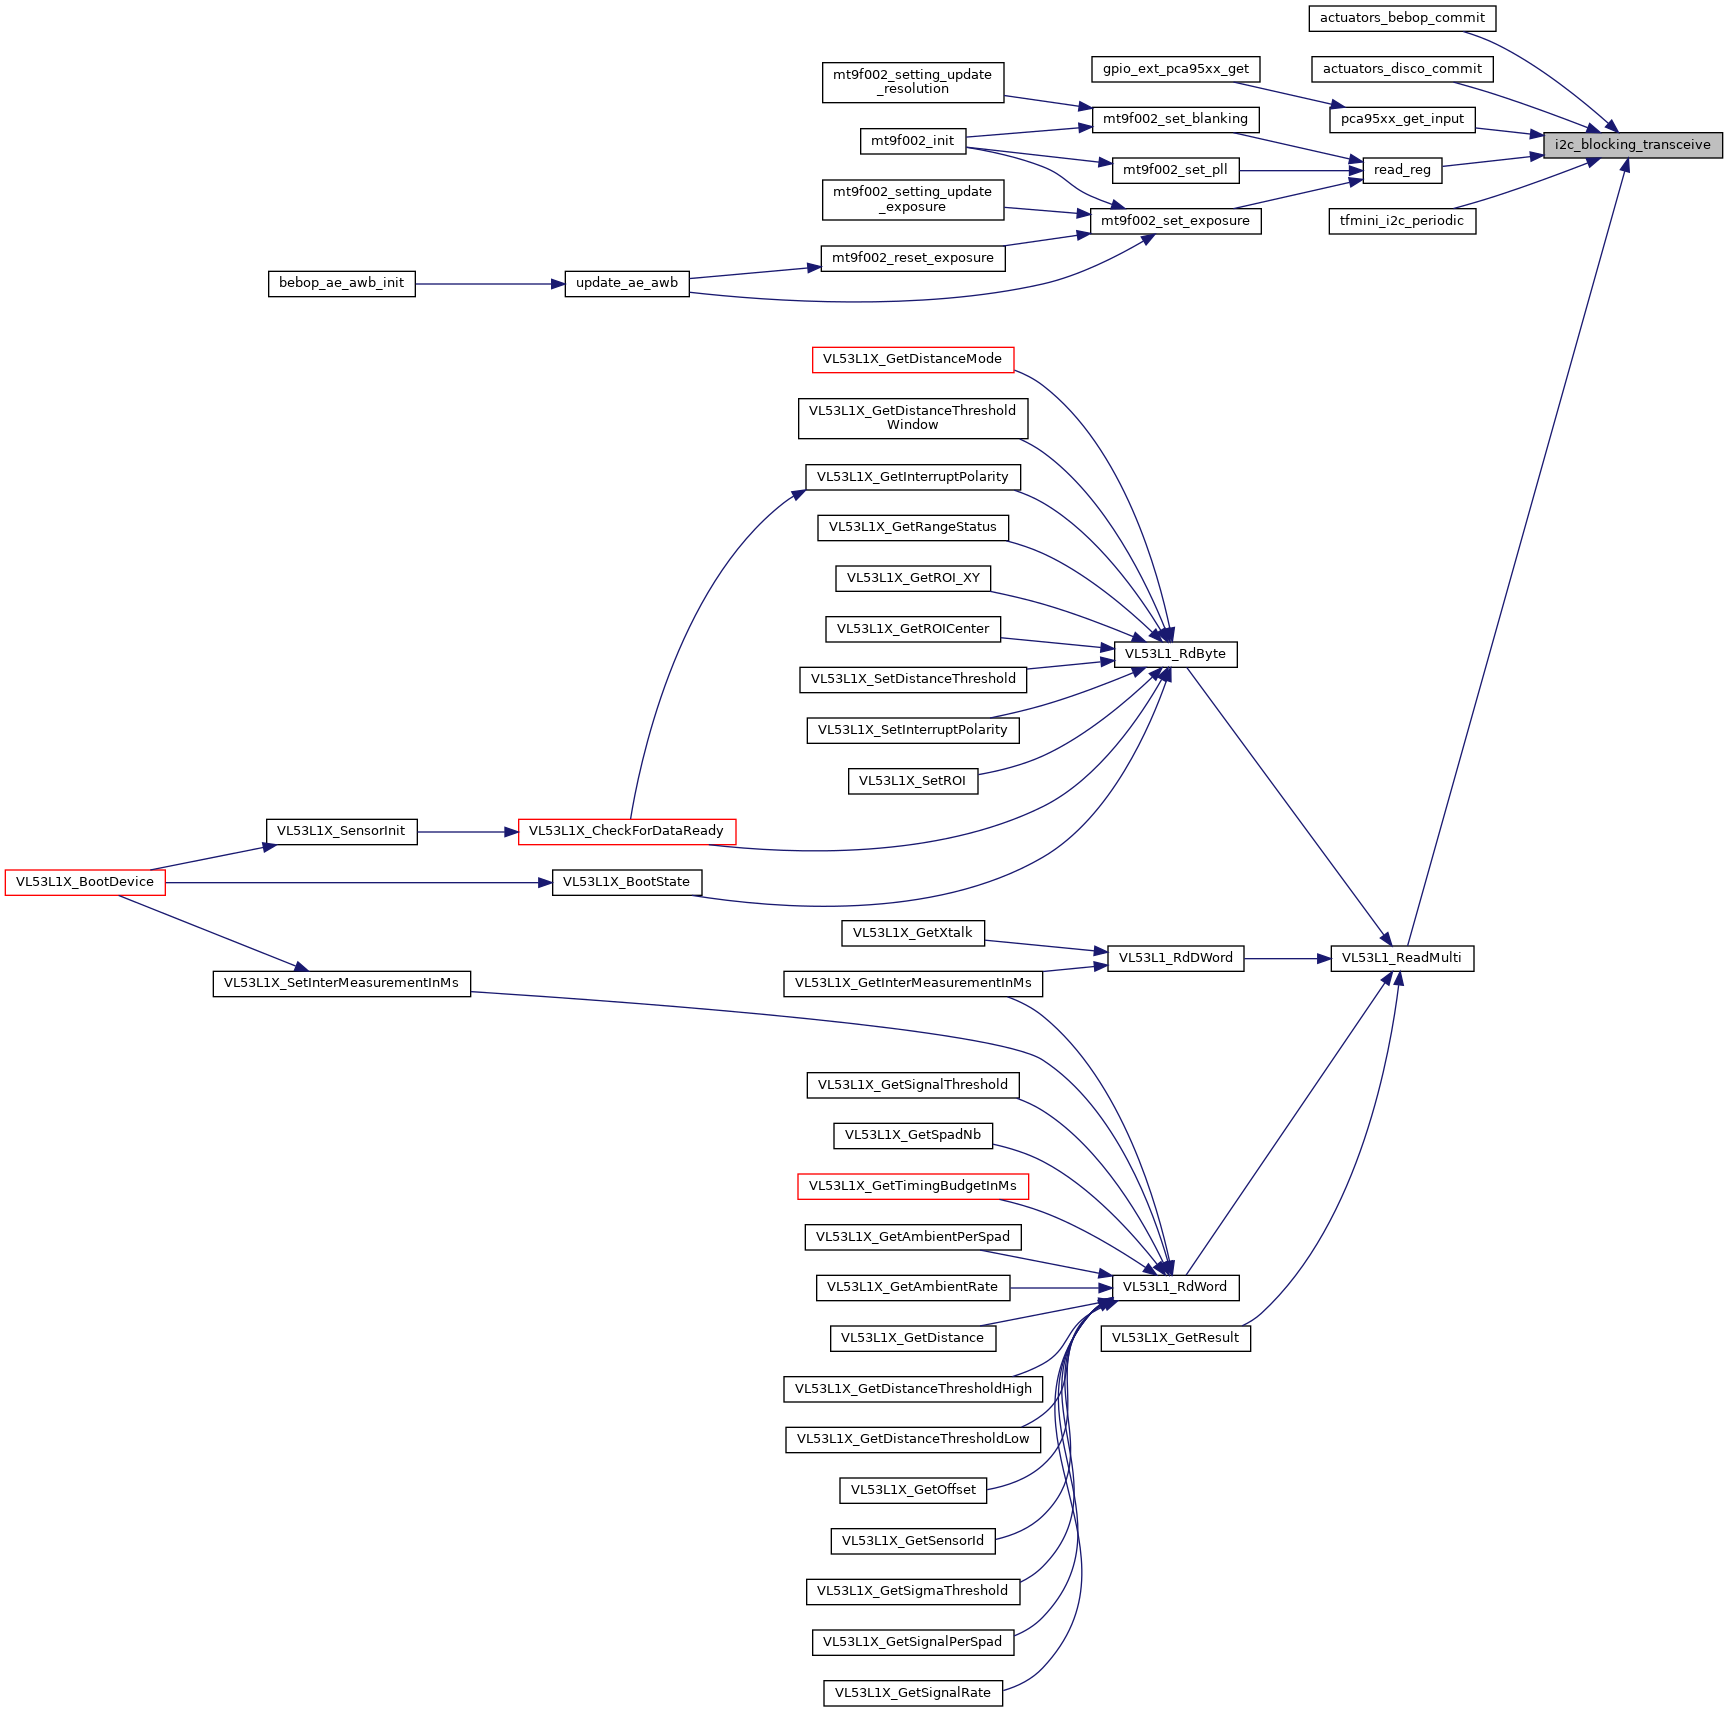 actuators_bebop_commit
actuators_disco_commit
gpio_ext_pca95xx_get
mt9f002_setting_update
_resolution
mt9f002_set_blanking
pca95xx_get_input
mt9f002_init
i2c_blocking_transceive
mt9f002_set_pll
read_reg
mt9f002_setting_update
_exposure
mt9f002_set_exposure
tfmini_i2c_periodic
mt9f002_reset_exposure
bebop_ae_awb_init
update_ae_awb
VL53L1X_GetDistanceMode
VL53L1X_GetDistanceThreshold
Window
VL53L1X_GetInterruptPolarity
VL53L1X_GetRangeStatus
VL53L1X_GetROI_XY
VL53L1X_GetROICenter
VL53L1_RdByte
VL53L1X_SetDistanceThreshold
VL53L1X_SetInterruptPolarity
VL53L1X_SetROI
VL53L1X_SensorInit
VL53L1X_CheckForDataReady
VL53L1X_BootDevice
VL53L1X_BootState
VL53L1X_GetXtalk
VL53L1_RdDWord
VL53L1_ReadMulti
VL53L1X_SetInterMeasurementInMs
VL53L1X_GetInterMeasurementInMs
VL53L1X_GetSignalThreshold
VL53L1X_GetSpadNb
VL53L1X_GetTimingBudgetInMs
VL53L1X_GetAmbientPerSpad
VL53L1X_GetAmbientRate
VL53L1_RdWord
VL53L1X_GetDistance
VL53L1X_GetResult
VL53L1X_GetDistanceThresholdHigh
VL53L1X_GetDistanceThresholdLow
VL53L1X_GetOffset
VL53L1X_GetSensorId
VL53L1X_GetSigmaThreshold
VL53L1X_GetSignalPerSpad
VL53L1X_GetSignalRate